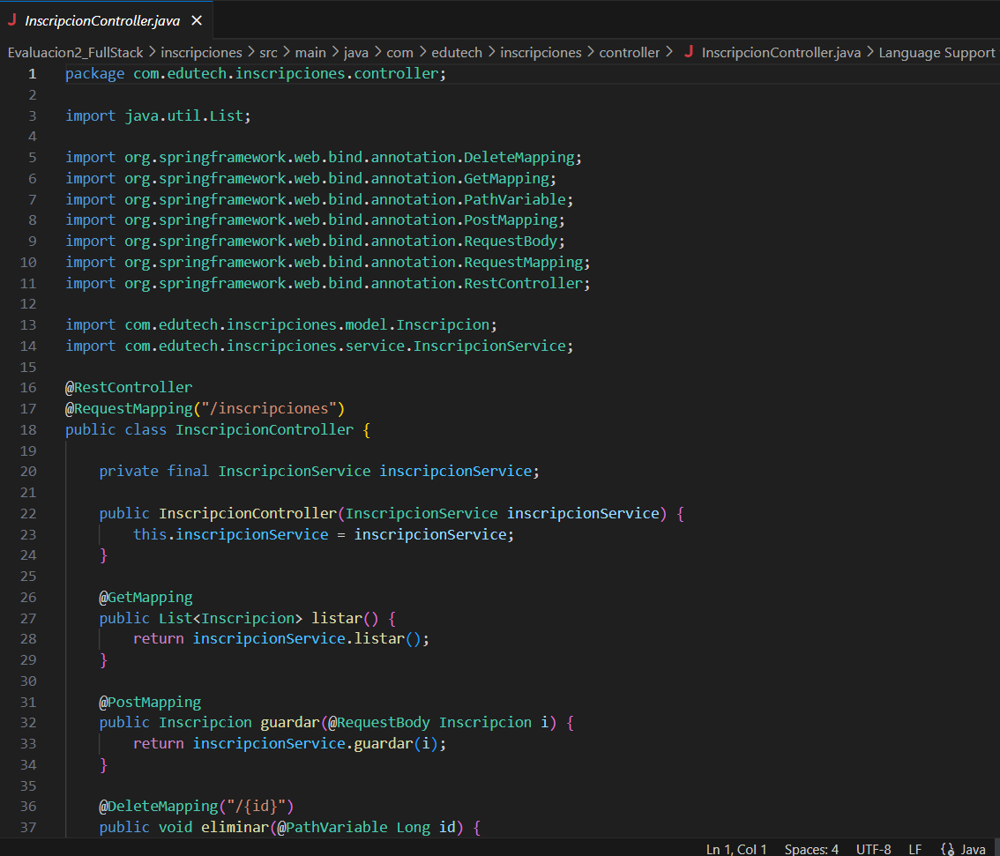 J InscripcionController.java ×
Evaluacion2_FullStack > inscripciones > src > main > java > com > edutech > inscripciones > controller > J InscripcionController.java > Language Support
1 package com.edutech.inscripciones.controller;
2
3 import java.util.List;
4
5 import org.springframework.web.bind.annotation.DeleteMapping;
6 import org.springframework.web.bind.annotation.GetMapping;
7 import org.springframework.web.bind.annotation.PathVariable;
8 import org.springframework.web.bind.annotation.PostMapping;
9 import org.springframework.web.bind.annotation.RequestBody;
10 import org.springframework.web.bind.annotation.RequestMapping;
11 import org.springframework.web.bind.annotation.RestController;
12
13 import com.edutech.inscripciones.model.Inscripcion;
14 import com.edutech.inscripciones.service.InscripcionService;
15
16 @RestController
17 @RequestMapping("/inscripciones")
18 public class InscripcionController {
19
20 private final InscripcionService inscripcionService;
21
22 public InscripcionController(InscripcionService inscripcionService) {
23 this.inscripcionService = inscripcionService;
24 }
25
26 @GetMapping
27 public List<Inscripcion> listar() {
28 return inscripcionService.listar();
29 }
30
31 @PostMapping
32 public Inscripcion guardar(@RequestBody Inscripcion i) {
33 return inscripcionService.guardar(i);
34 }
35
36 @DeleteMapping("/{id}")
37 public void eliminar(@PathVariable Long id) {
Ln 1, Col 1 Spaces: 4 UTF-8 LF {} Java